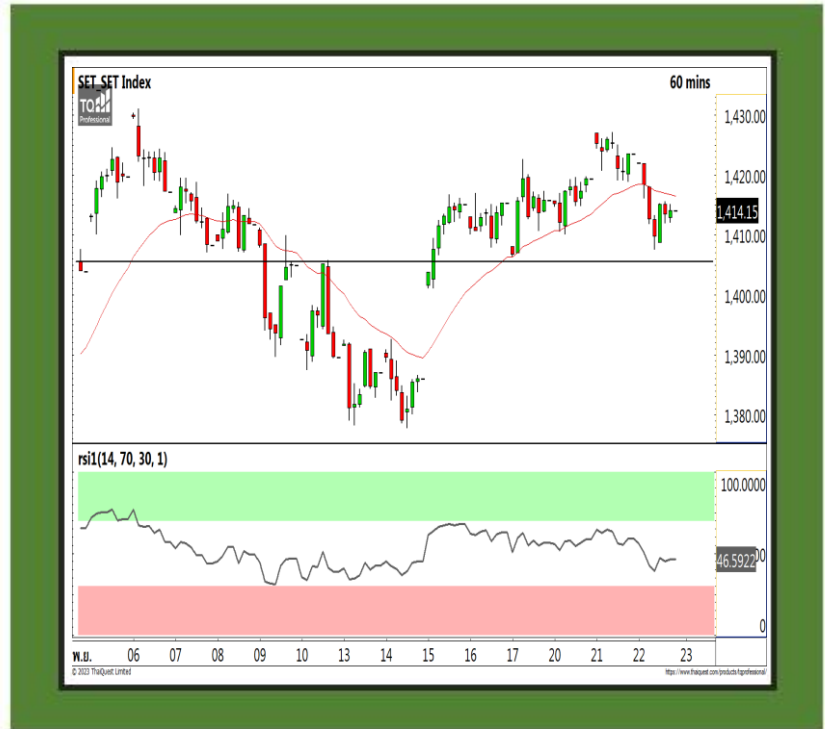 SET_SET Index
60 mins
TQ
Professional
1,430.00
1,420.00
1,414.15
1,410.00
1,400.00
1,390.00
1,380.00
rsi1(14, 70, 30, 1)
100.0000
46.5922
0
พ.ย. 06 07 08 09 10 13 14 15 16 17 20 21 22 23
© 2023 ThaiQuest Limited
https://www.thaiquest.com/products/tqprofessional/